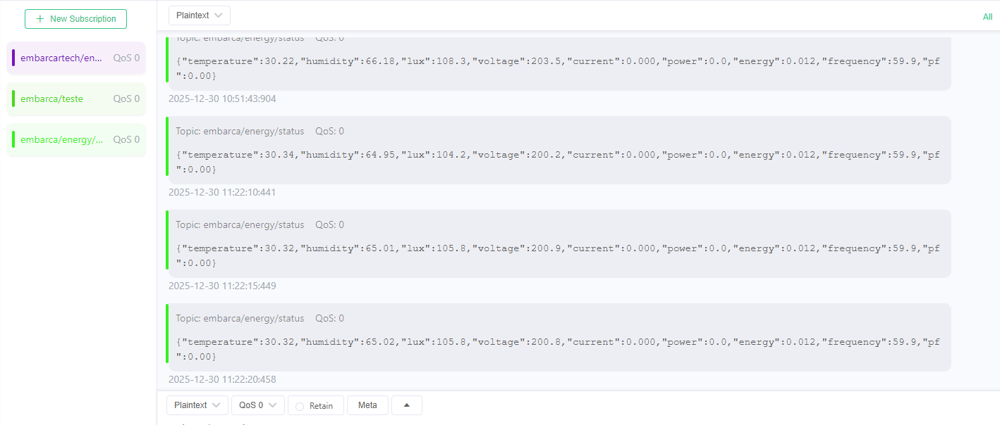 + New Subscription
Plaintext
All
embarcartech/en... QoS 0
embarca/teste QoS 0
embarca/energy/... QoS 0
Topic: embarca/energy/status QoS: 0
{"temperature":30.22,"humidity":66.18,"lux":108.3,"voltage":203.5,"current":0.000,"power":0.0,"energy":0.012,"frequency":59.9,"pf
":0.00}
2025-12-30 10:51:43:904
Topic: embarca/energy/status QoS: 0
{"temperature":30.34,"humidity":64.95,"lux":104.2,"voltage":200.2,"current":0.000,"power":0.0,"energy":0.012,"frequency":59.9,"pf
":0.00}
2025-12-30 11:22:10:441
Topic: embarca/energy/status QoS: 0
{"temperature":30.32,"humidity":65.01,"lux":105.8,"voltage":200.9,"current":0.000,"power":0.0,"energy":0.012,"frequency":59.9,"pf
":0.00}
2025-12-30 11:22:15:449
Topic: embarca/energy/status QoS: 0
{"temperature":30.32,"humidity":65.02,"lux":105.8,"voltage":200.8,"current":0.000,"power":0.0,"energy":0.012,"frequency":59.9,"pf
":0.00}
2025-12-30 11:22:20:458
Plaintext QoS 0 Retain Meta